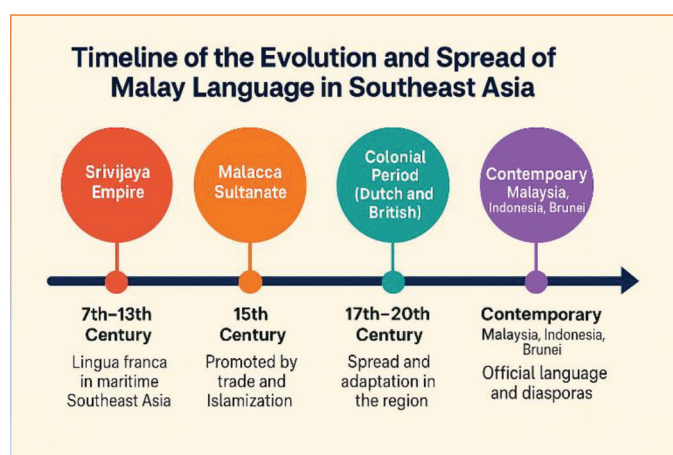 Timeline of the Evolution and Spread of
Malay Language in Southeast Asia
Srivijaya
Empire
Malacca
Sultanate
Colonial
Period
(Dutch and
British)
Contempoary
Malaysia,
Indonesia, Brunei
7th–13th
Century
Lingua franca
in maritime
Southeast Asia
15th
Century
Promoted by
trade and
Islamization
17th–20th
Century
Spread and
adaptation in
the region
Contemporary
Malaysia, Indonesia,
Brunei
Official language
and diasporas